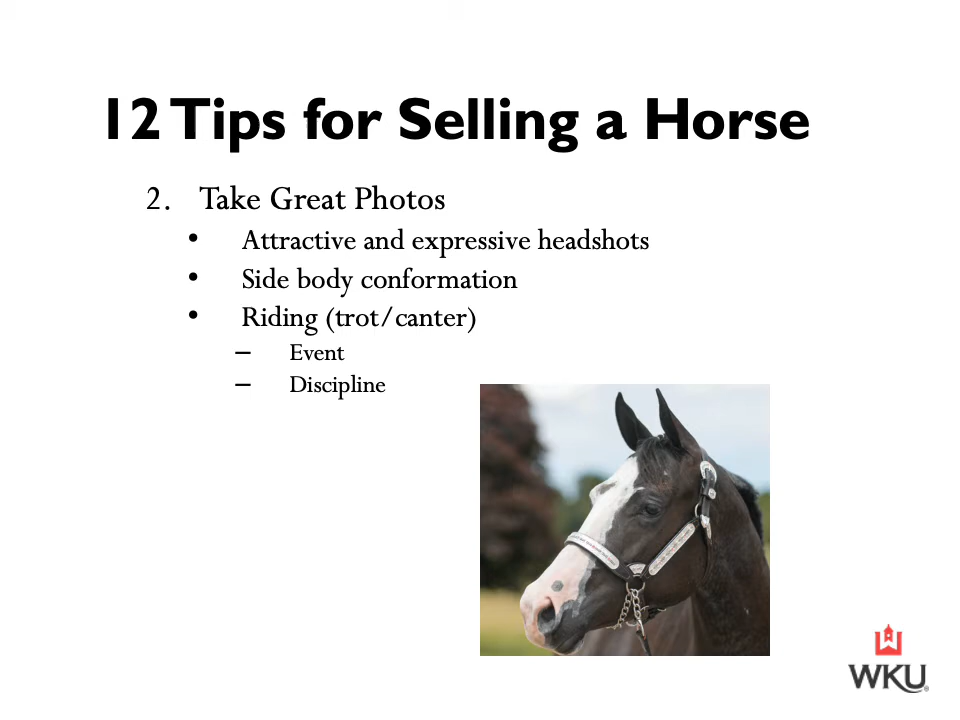 12 Tips for Selling a Horse
2. Take Great Photos
• Attractive and expressive headshots
• Side body conformation
• Riding (trot/canter)
– Event
– Discipline
WKU®